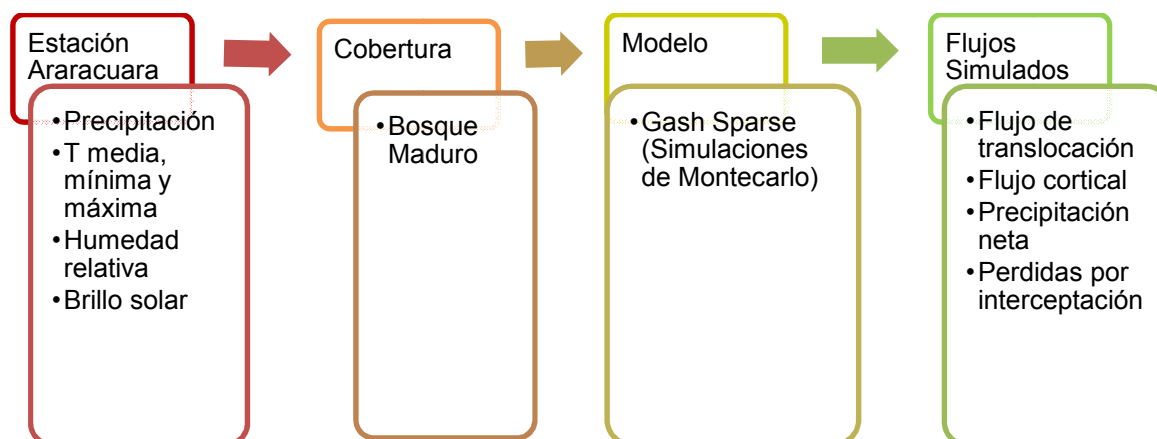 Estación
Araracuara
•Precipitación
•T media,
mínima y
máxima
•Humedad
relativa
•Brillo solar
Cobertura
•Bosque
Maduro
Modelo
•Gash Sparse
(Simulaciones
de Montecarlo)
Flujos
Simulados
•Flujo de
translocación
•Flujo cortical
•Precipitación
neta
•Perdidas por
interceptación